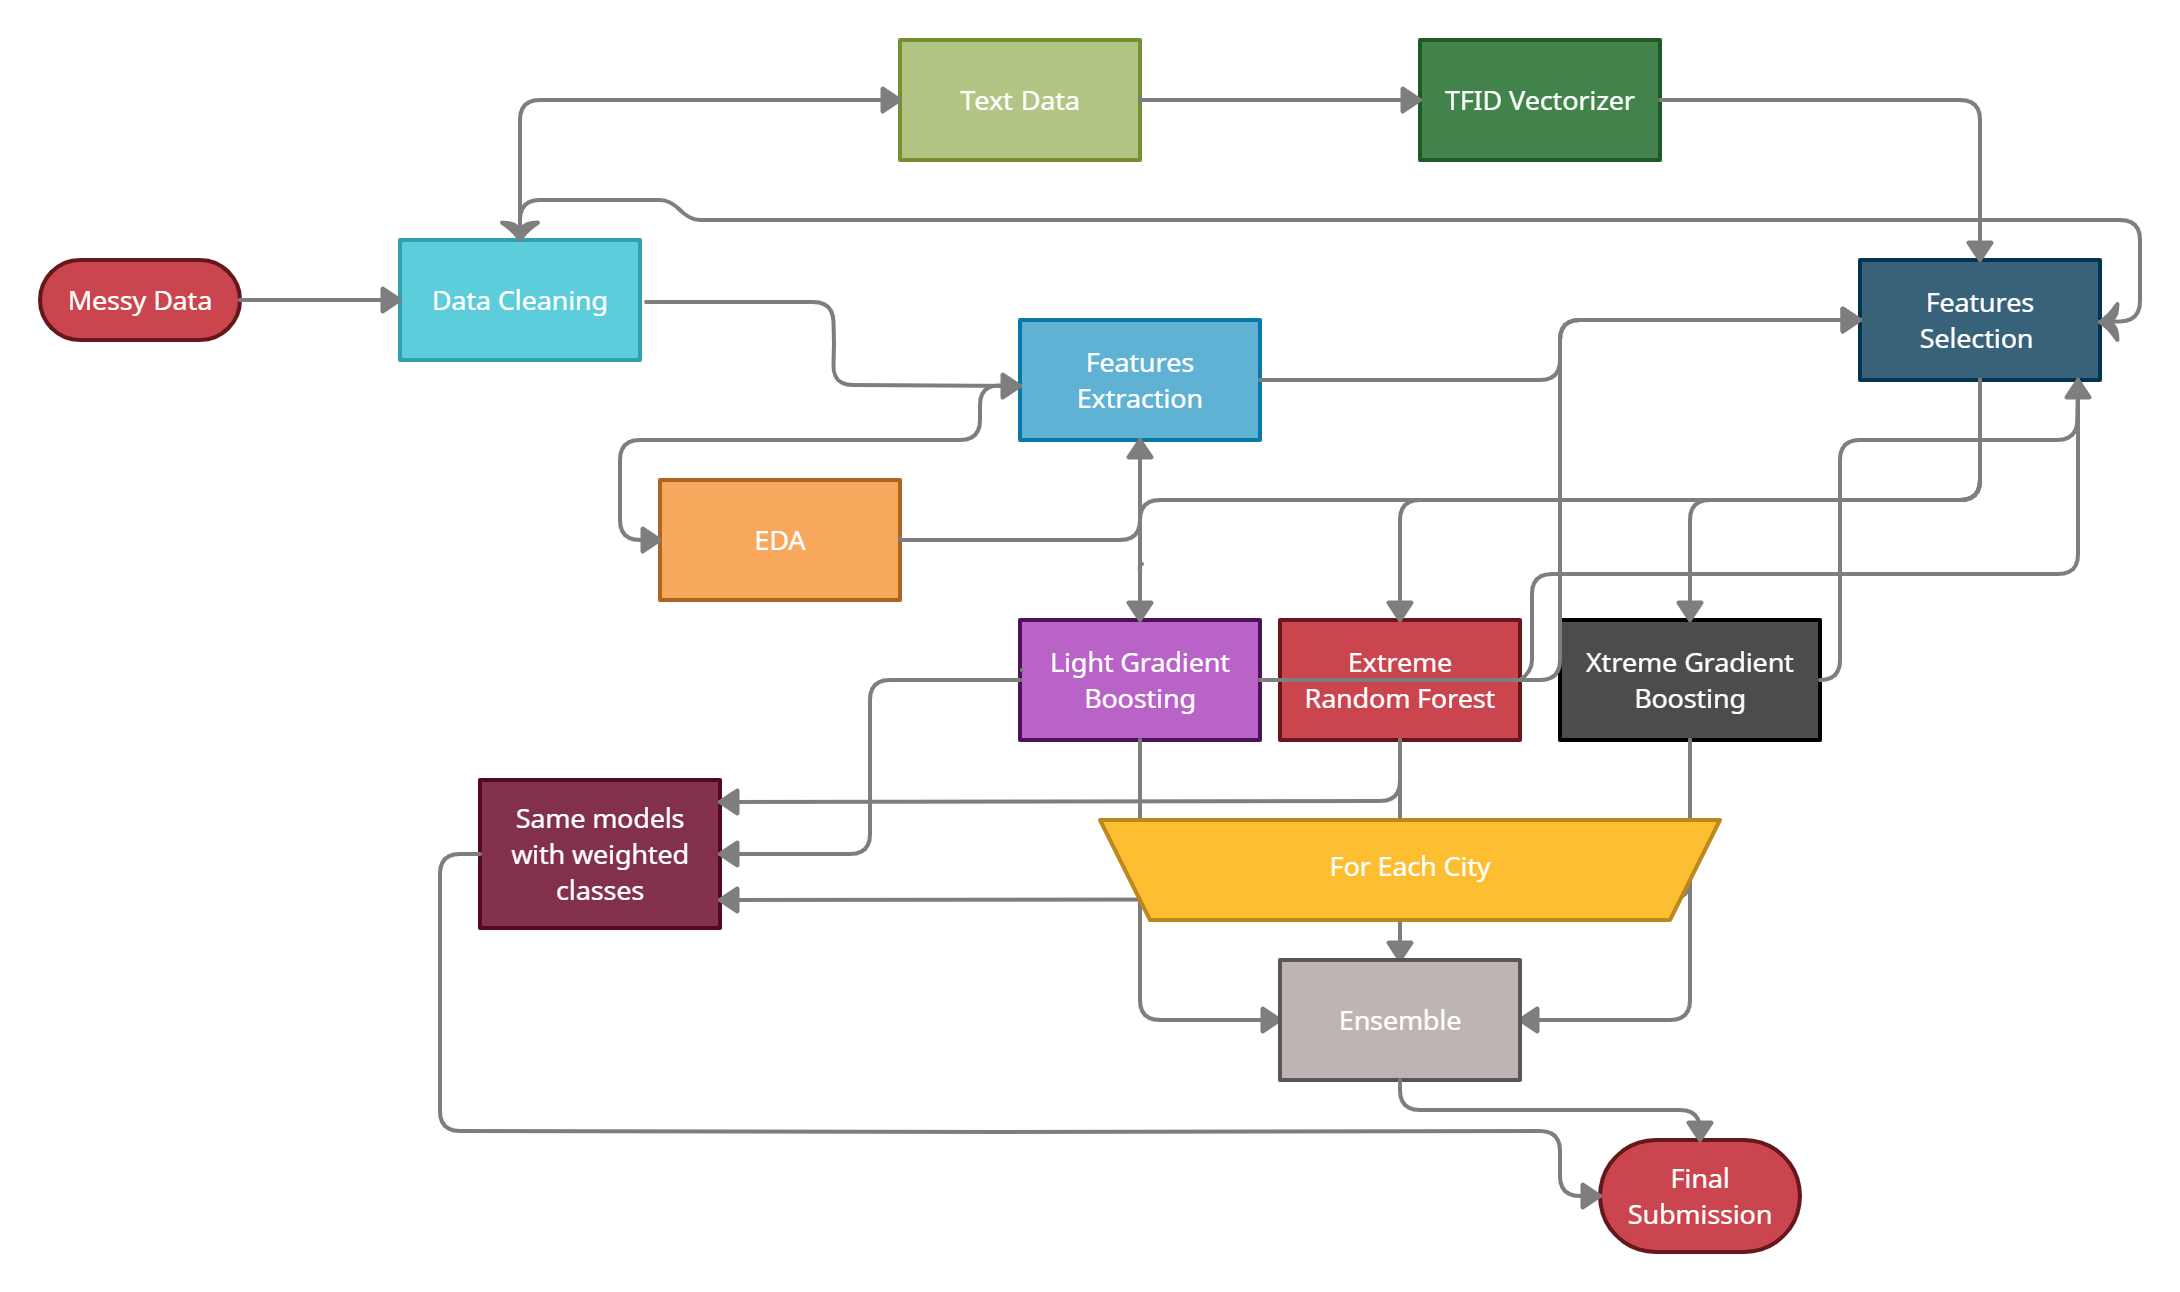 Text Data
TFID Vectorizer
Messy Data
Data Cleaning
Features
Selection
Features
Extraction
EDA
Light Gradient
Boosting
Extreme
Random Forest
Xtreme Gradient
Boosting
Same models
with weighted
classes
For Each City
Ensemble
Final
Submission